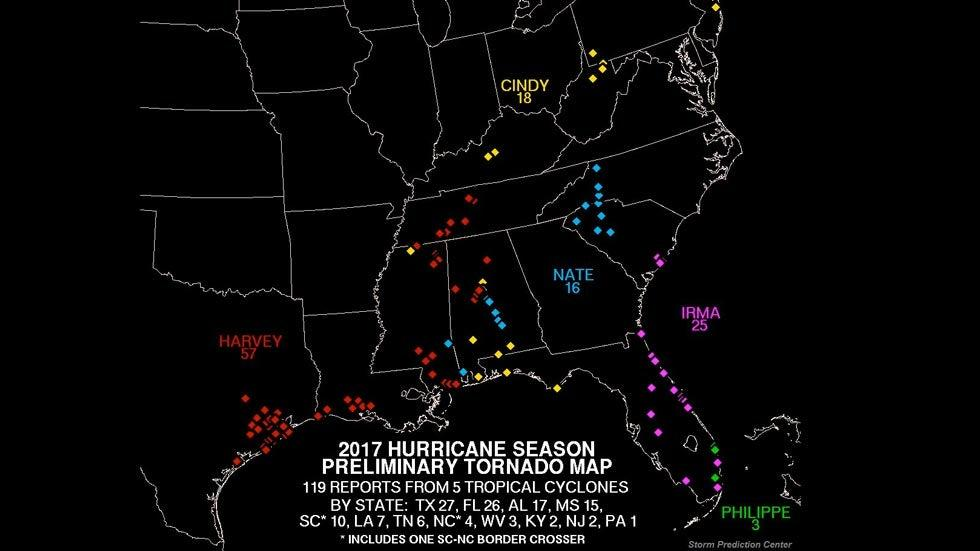 CINDY
18
NATE
16
IRMA
25
HARVEY
57
2017 HURRICANE SEASON
PRELIMINARY TORNADO MAP
119 REPORTS FROM 5 TROPICAL CYCLONES
BY STATE: TX 27, FL 26, AL 17, MS 15,
SC* 10, LA 7, TN 6, NC* 4, WV 3, KY 2, NJ 2, PA 1
* INCLUDES ONE SC-NC BORDER CROSSER
PHILIPPE
3
Storm Prediction Center